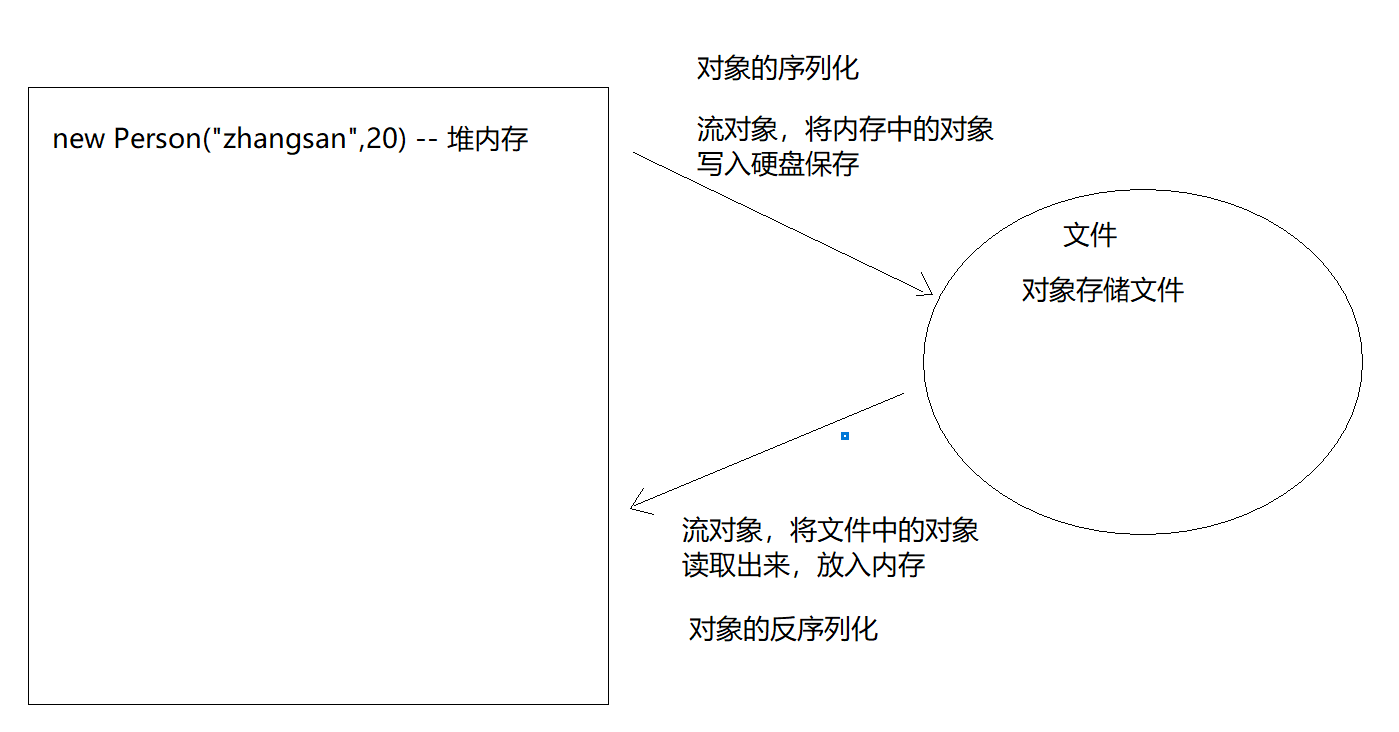 对象的序列化
new Person("zhangsan",20) -- 堆内存
流对象，将内存中的对象
写入硬盘保存
文件
对象存储文件
流对象，将文件中的对象
读取出来，放入内存
对象的反序列化